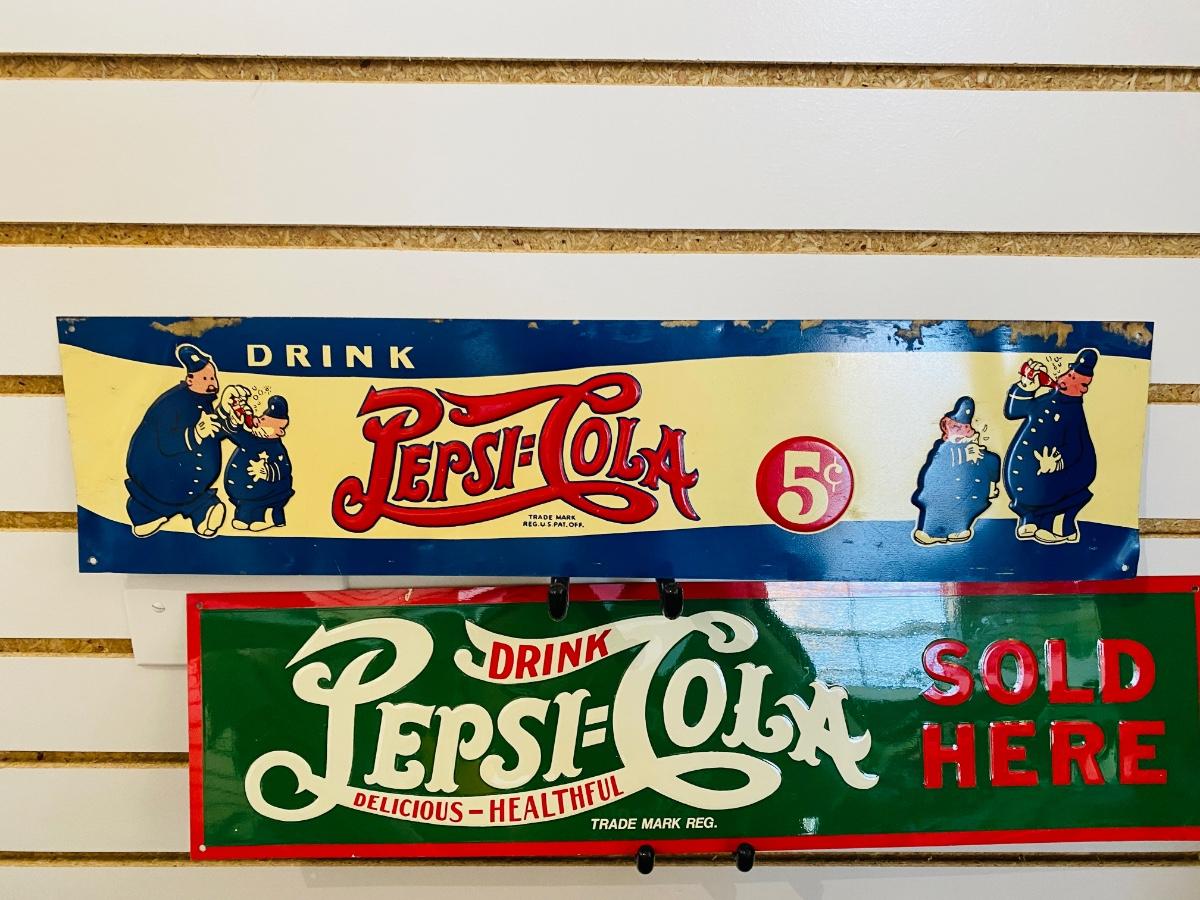 DRINK
PEPSI=COLA
TRADE MARK
REG.U.S.PAT.OFF.
5¢
DRINK
PEPSI=COLA
DELICIOUS-HEALTHFUL
TRADE MARK REG.
SOLD
HERE